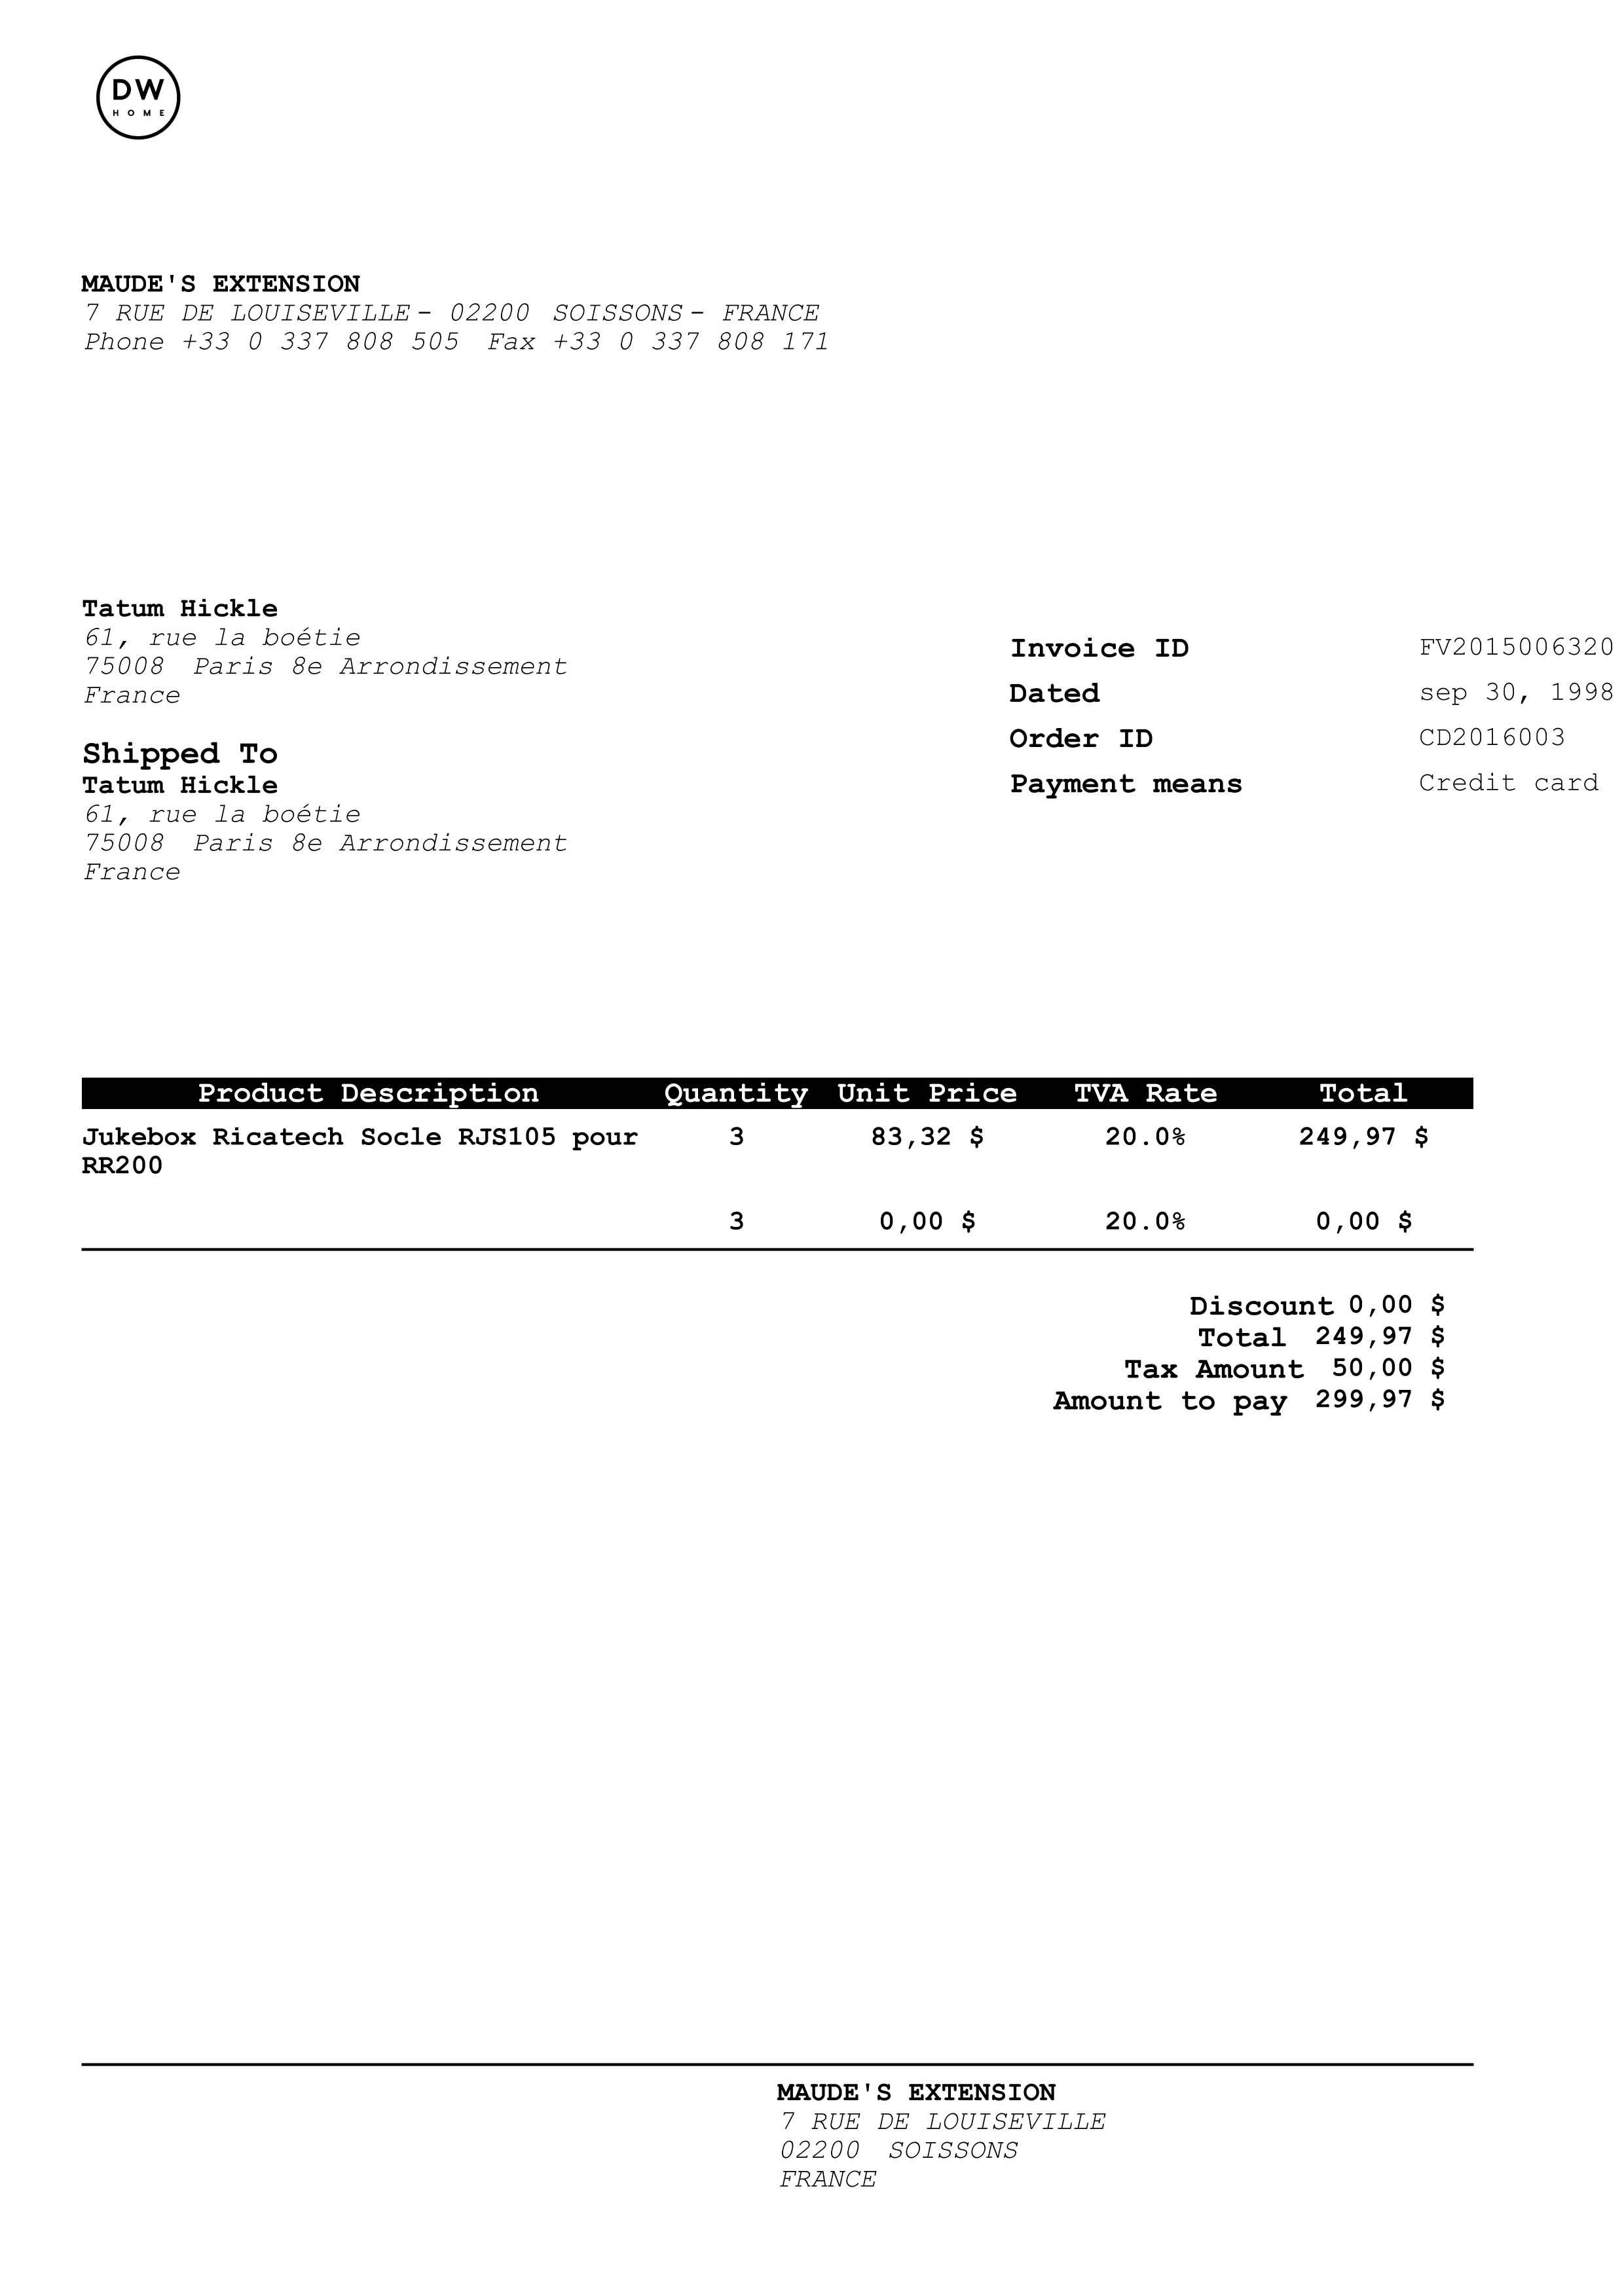 DW
HOME
MAUDE'S EXTENSION
7 RUE DE LOUISEVILLE - 02200 SOISSONS - FRANCE
Phone +33 0 337 808 505 Fax +33 0 337 808 171
Tatum Hickle
61, rue la boétie
75008 Paris 8e Arrondissement
France
Shipped To
Tatum Hickle
61, rue la boétie
75008 Paris 8e Arrondissement
France
Invoice ID FV2015006320
Dated sep 30, 1998
Order ID CD2016003
Payment means Credit card
Product Description Quantity Unit Price TVA Rate Total
Jukebox Ricatech Socle RJS105 pour 3 83,32 $ 20.0% 249,97 $
RR200
3 0,00 $ 20.0% 0,00 $
Discount 0,00 $
Total 249,97 $
Tax Amount 50,00 $
Amount to pay 299,97 $
MAUDE'S EXTENSION
7 RUE DE LOUISEVILLE
02200 SOISSONS
FRANCE